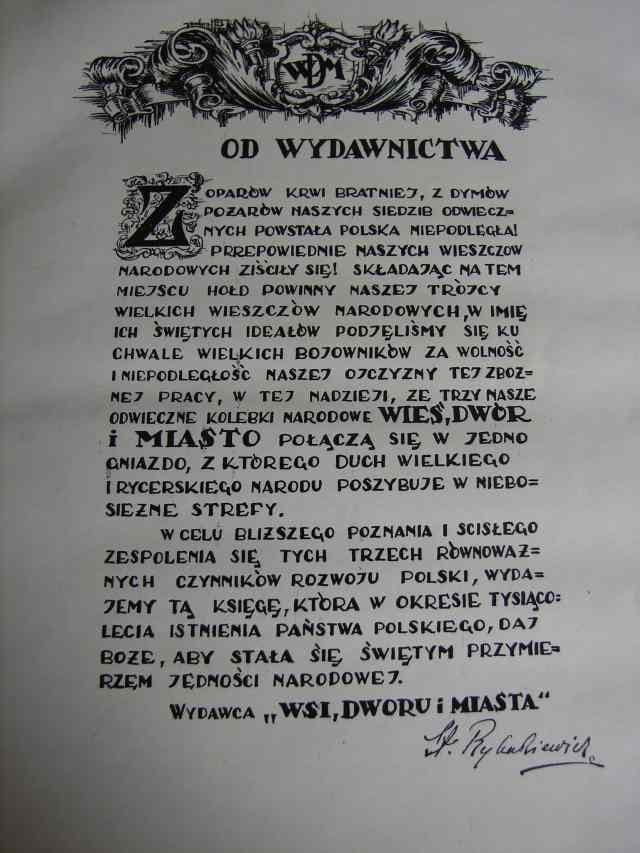 WDM
OD WYDAWNICTWA
Z OPARÓW KRWI BRATNIEJ, Z DYMÓW
POŻARÓW NASZYCH SIEDZIB ODWIECZ=
NYCH POWSTAŁA POLSKA NIEPODLEGŁA!
PRREPOWIEDNIE NASZYCH WIESZCZÓW
NARODOWYCH ZIŚCIŁY SIĘ! SKŁADAJĄC NA TEM
MIEJSCU HOŁD POWINNY NASZEJ TRÓJCY
WIELKICH WIESZCZÓW NARODOWYCH, W IMIĘ
ICH ŚWIĘTYCH IDEAŁÓW PODJĘLIŚMY SIĘ KU
CHWALE WIELKICH BOJOWNIKÓW ZA WOLNOŚĆ
I NIEPODLEGŁOŚĆ NASZEJ OJCZYZNY TEJ ZBOŻ=
NEJ PRACY, W TEJ NADZIEJI, ŻE TRZY NASZE
ODWIECZNE KOLEBKI NARODOWE WIEŚ, DWÓR
i MIASTO POŁĄCZĄ SIĘ W JEDNO
GNIAZDO, Z KTÓREGO DUCH WIELKIEGO
I RYCERSKIEGO NARODU POSZYBUJE W NIEBO=
SIEŻNE STREFY.
W CELU BLIŻSZEGO POZNANIA I ŚCISŁEGO
ZESPOLENIA SIĘ TYCH TRZECH RÓWNOWAŻ=
NYCH CZYNNIKÓW ROZWOJU POLSKI, WYDA=
JEMY TĄ KSIĘGĘ, KTÓRA W OKRESIE TYSIĄCO=
LECIA ISTNIENIA PAŃSTWA POLSKIEGO, DAJ
BOŻE, ABY STAŁA SIĘ ŚWIĘTYM PRZYMIE=
RZEM JEDNOŚCI NARODOWEJ.
WYDAWCA „WSI, DWORU i MIASTA"
St.